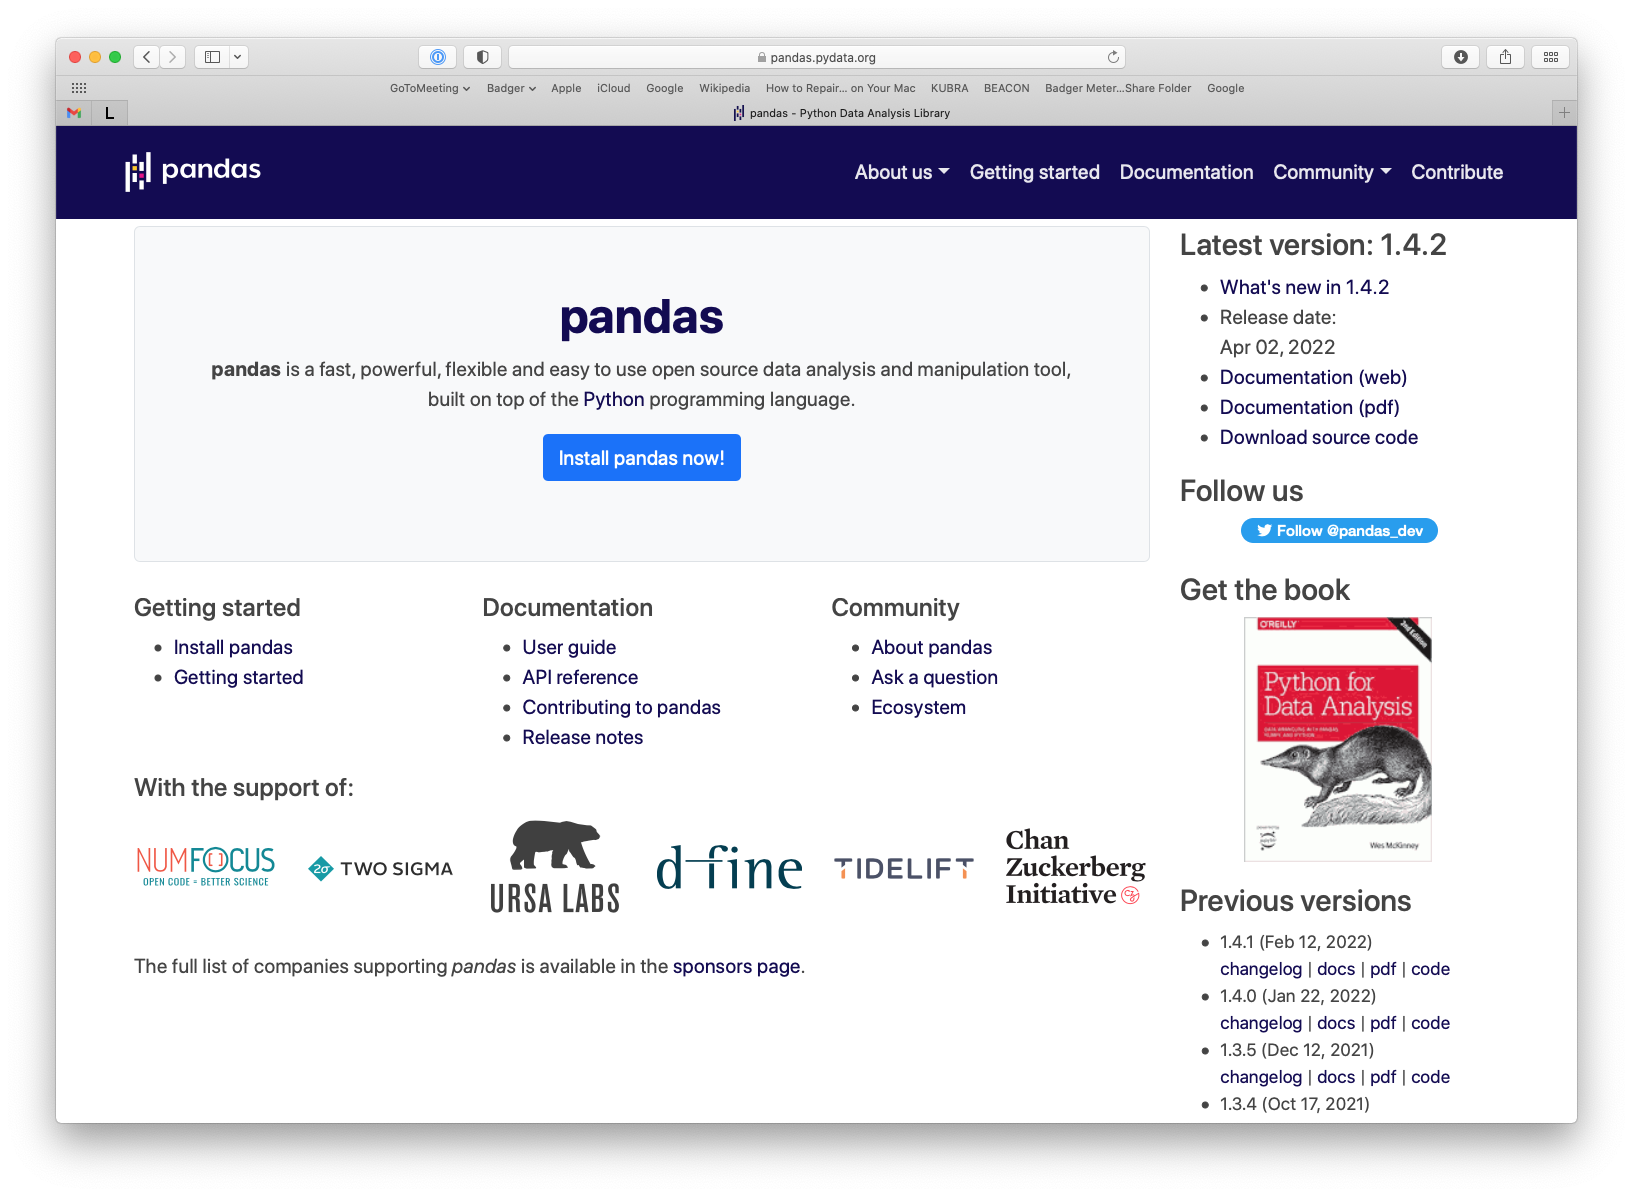 pandas.pydata.org
GoToMeeting
Badger
Apple
iCloud
Google
Wikipedia
How to Repair... on Your Mac
KUBRA
BEACON
Badger Meter...Share Folder
Google
L
pandas - Python Data Analysis Library
pandas
About us
Getting started
Documentation
Community
Contribute
pandas
pandas is a fast, powerful, flexible and easy to use open source data analysis and manipulation tool,
built on top of the Python programming language.
Install pandas now!
Getting started
Install pandas
Getting started
Documentation
User guide
API reference
Contributing to pandas
Release notes
Community
About pandas
Ask a question
Ecosystem
With the support of:
NUMFOCUS
OPEN CODE = BETTER SCIENCE
2σ TWO SIGMA
URSA LABS
d-fine
TIDELIFT
Chan
Zuckerberg
Initiative
The full list of companies supporting pandas is available in the sponsors page.
Latest version: 1.4.2
What's new in 1.4.2
Release date:
Apr 02, 2022
Documentation (web)
Documentation (pdf)
Download source code
Follow us
Follow @pandas_dev
Get the book
O'REILLY
2nd Edition
Python for
Data Analysis
DATA WRANGLING WITH PANDAS,
NUMPY, AND IPYTHON
Wes McKinney
Previous versions
1.4.1 (Feb 12, 2022)
changelog | docs | pdf | code
1.4.0 (Jan 22, 2022)
changelog | docs | pdf | code
1.3.5 (Dec 12, 2021)
changelog | docs | pdf | code
1.3.4 (Oct 17, 2021)